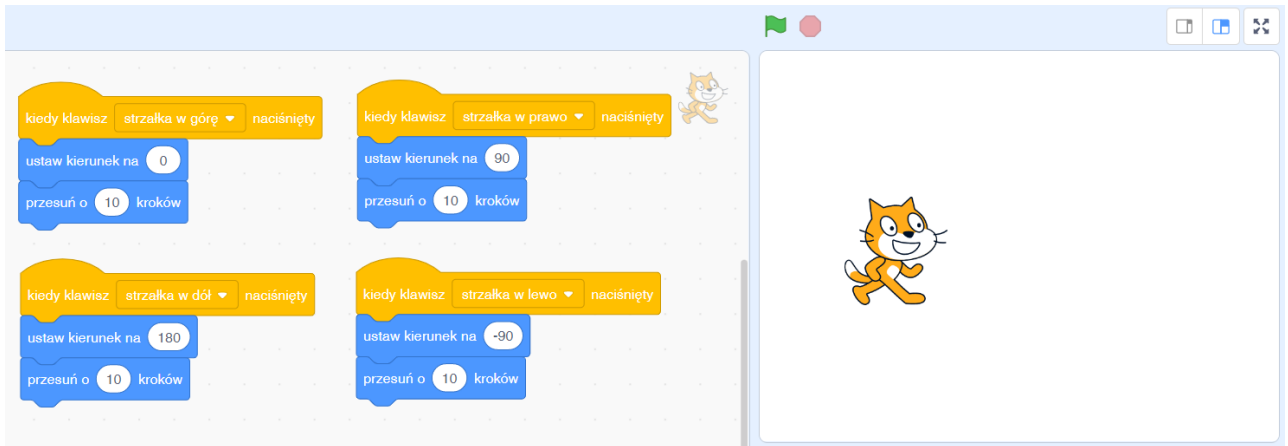 kiedy klawisz strzałka w górę naciśnięty
ustaw kierunek na 0
przesuń o 10 kroków
kiedy klawisz strzałka w prawo naciśnięty
ustaw kierunek na 90
przesuń o 10 kroków
kiedy klawisz strzałka w dół naciśnięty
ustaw kierunek na 180
przesuń o 10 kroków
kiedy klawisz strzałka w lewo naciśnięty
ustaw kierunek na -90
przesuń o 10 kroków